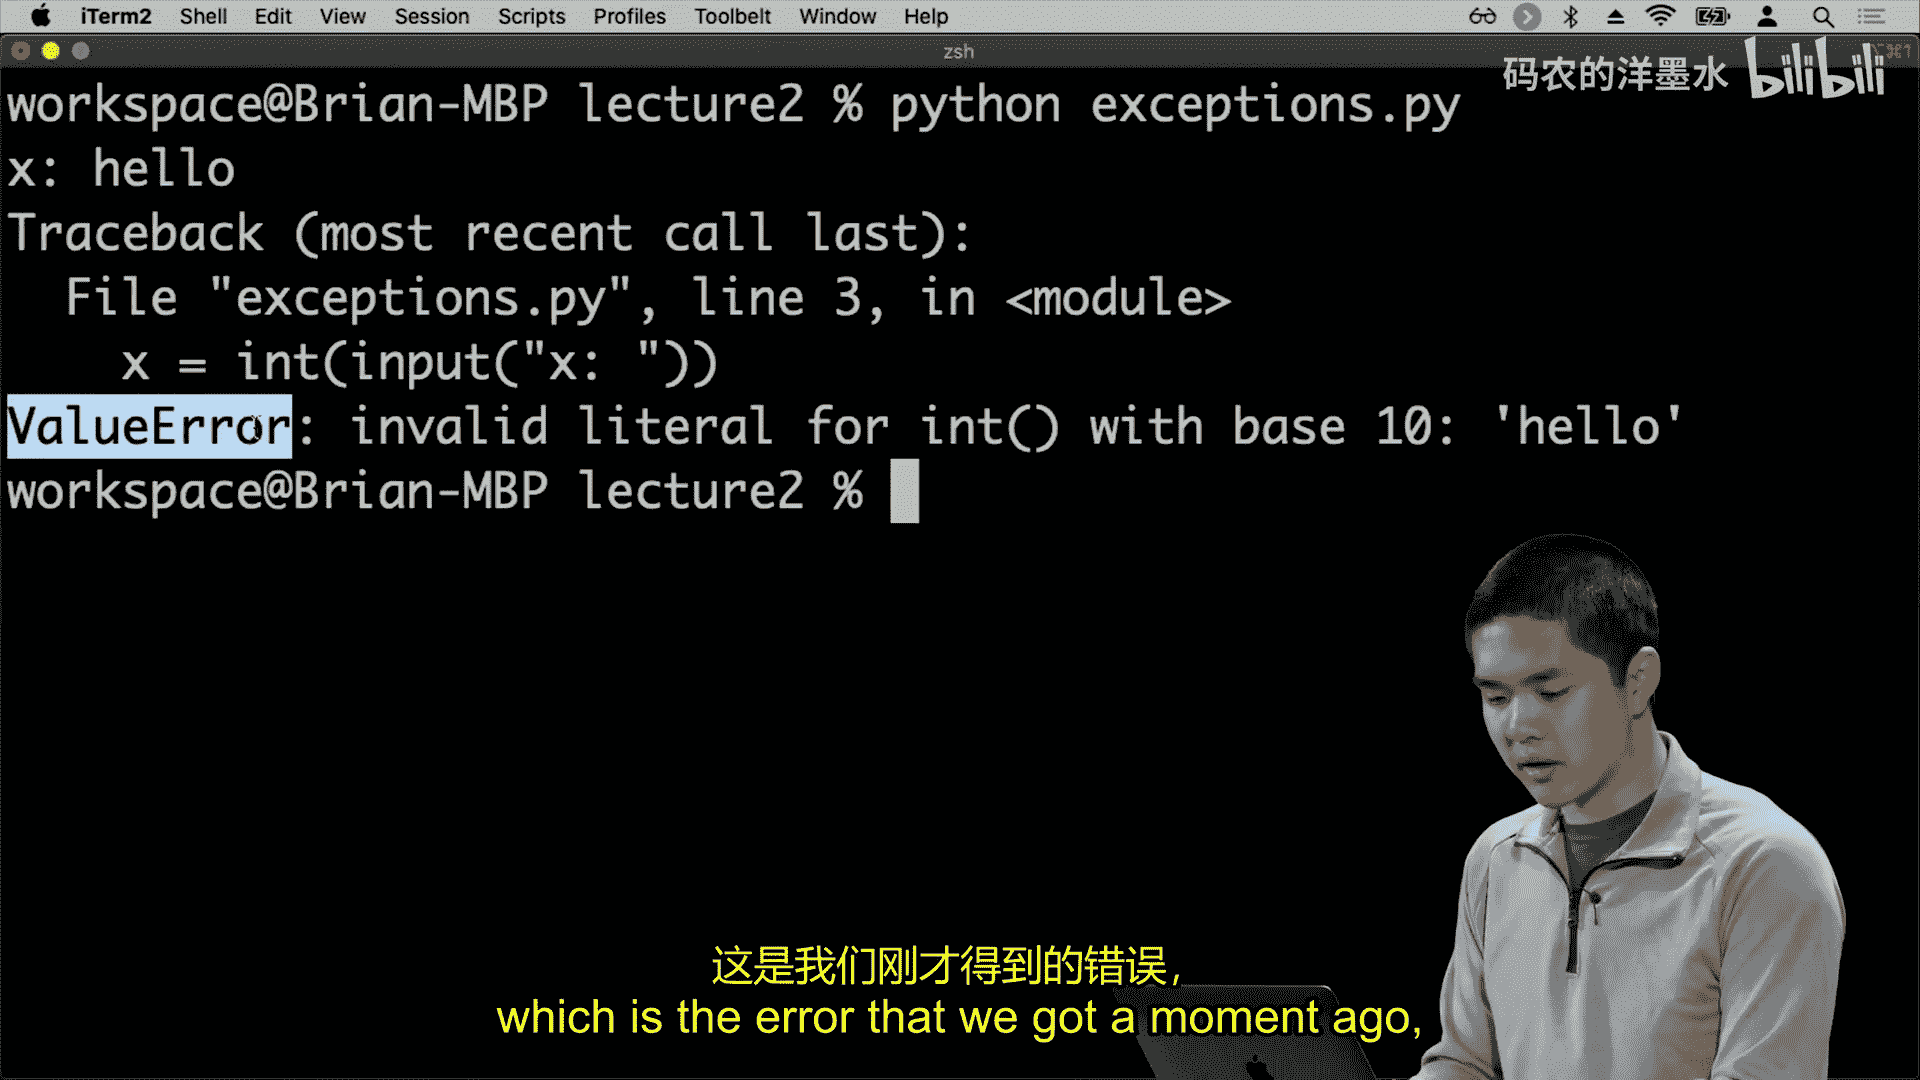 iTerm2 Shell Edit View Session Scripts Profiles Toolbelt Window Help
zsh
码农的洋墨水 bilibili
workspace@Brian-MBP lecture2 % python exceptions.py
x: hello
Traceback (most recent call last):
  File "exceptions.py", line 3, in <module>
    x = int(input("x: "))
ValueError: invalid literal for int() with base 10: 'hello'
workspace@Brian-MBP lecture2 %
这是我们刚才得到的错误，
which is the error that we got a moment ago,